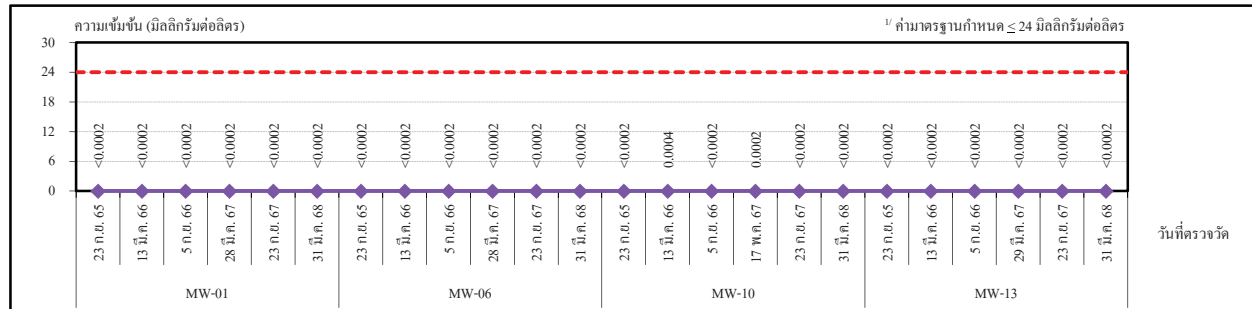 ความเข้มข้น (มิลลิกรัมต่อลิตร)
1/ ค่ามาตรฐานกำหนด ≤ 24 มิลลิกรัมต่อลิตร
30
24
18
12
6
0
<0.0002 <0.0002 <0.0002 <0.0002 <0.0002 <0.0002 <0.0002 <0.0002 <0.0002 <0.0002 <0.0002 <0.0002 <0.0002 0.0004 <0.0002 0.0002 <0.0002 <0.0002 <0.0002 <0.0002 <0.0002 <0.0002 <0.0002 <0.0002
23 ก.ย. 65 13 มี.ค. 66 5 ก.ย. 66 28 มี.ค. 67 23 ก.ย. 67 31 มี.ค. 68 23 ก.ย. 65 13 มี.ค. 66 5 ก.ย. 66 28 มี.ค. 67 23 ก.ย. 67 31 มี.ค. 68 23 ก.ย. 65 13 มี.ค. 66 5 ก.ย. 66 17 พ.ค. 67 23 ก.ย. 67 31 มี.ค. 68 23 ก.ย. 65 13 มี.ค. 66 5 ก.ย. 66 29 มี.ค. 67 23 ก.ย. 67 31 มี.ค. 68
วันที่ตรวจวัด
MW-01 MW-06 MW-10 MW-13